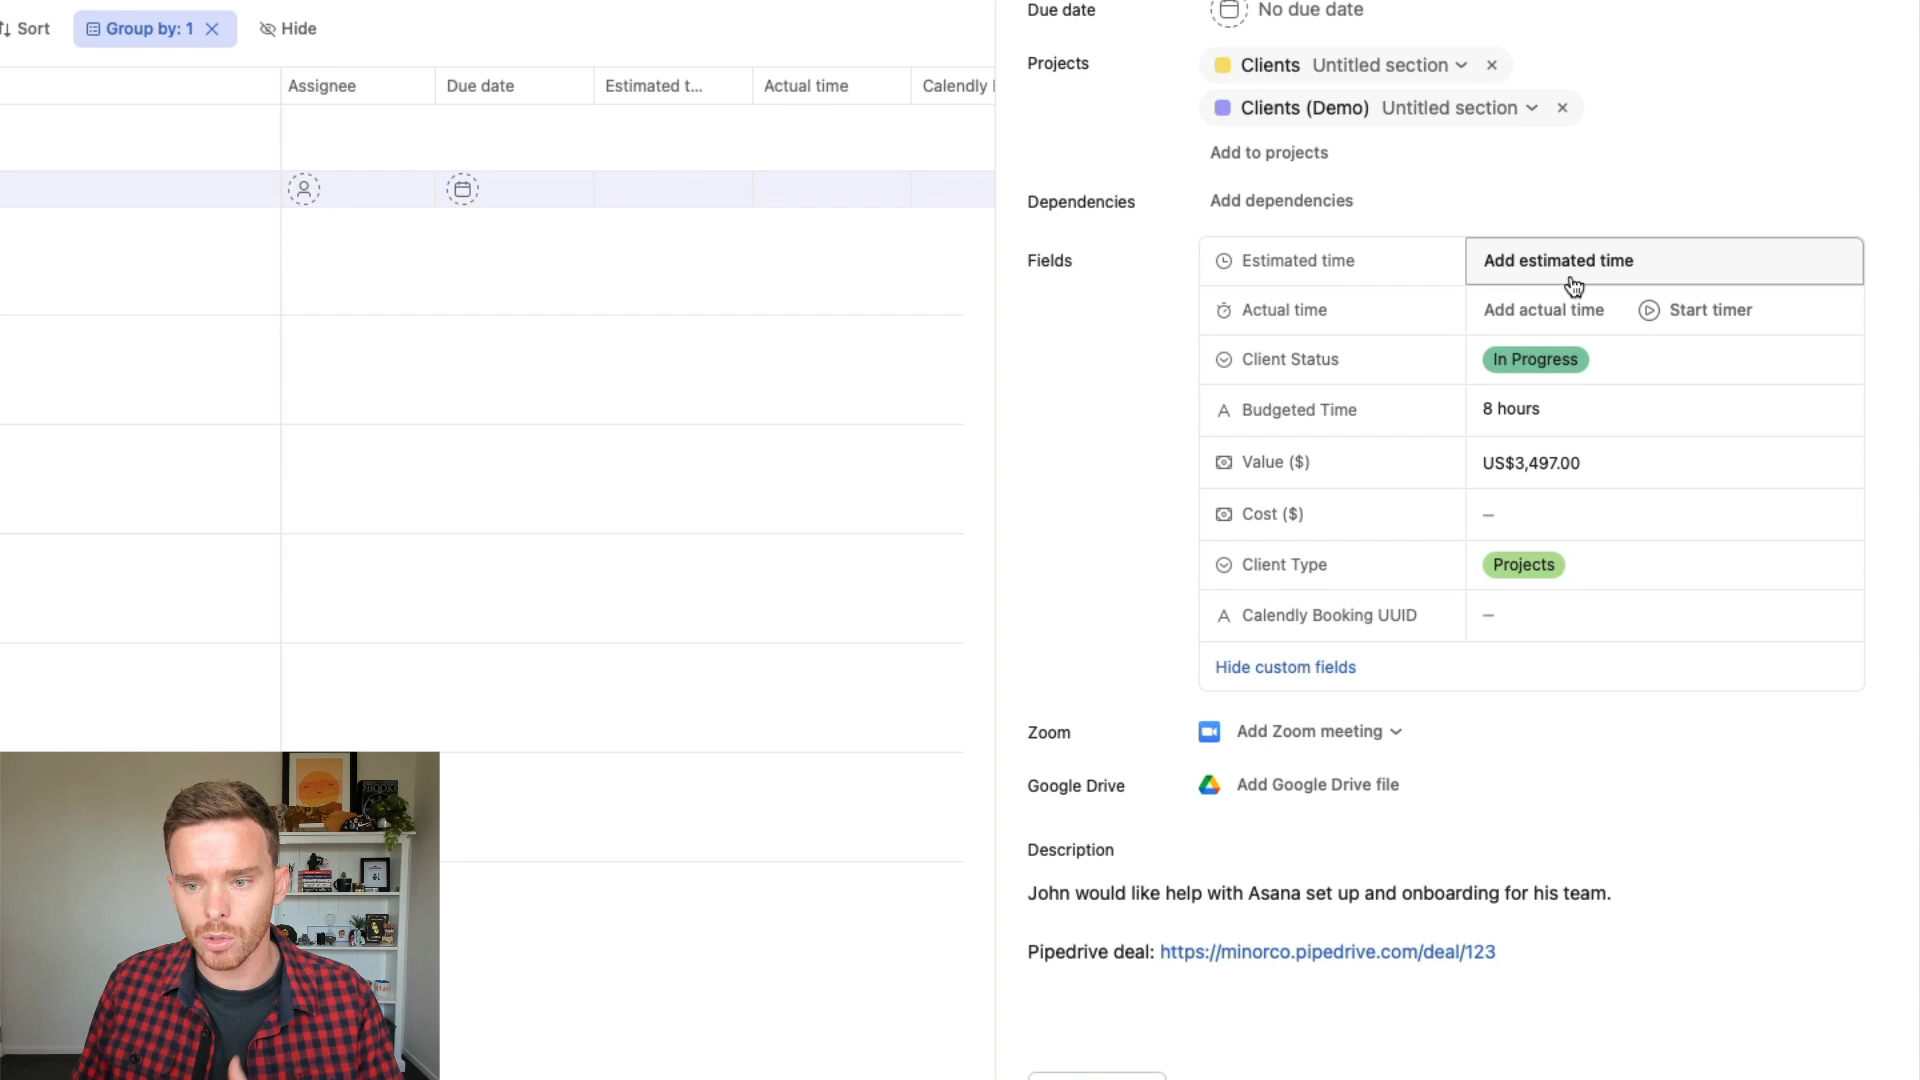 Sort
Group by: 1
Hide
Assignee
Due date
Estimated t...
Actual time
Calendly
Due date
No due date
Projects
Clients Untitled section
Clients (Demo) Untitled section
Add to projects
Dependencies
Add dependencies
Fields
Estimated time
Add estimated time
Actual time
Add actual time
Start timer
Client Status
In Progress
Budgeted Time
8 hours
Value ($)
US$3,497.00
Cost ($)
—
Client Type
Projects
Calendly Booking UUID
—
Hide custom fields
Zoom
Add Zoom meeting
Google Drive
Add Google Drive file
Description
John would like help with Asana set up and onboarding for his team.
Pipedrive deal: https://minorco.pipedrive.com/deal/123